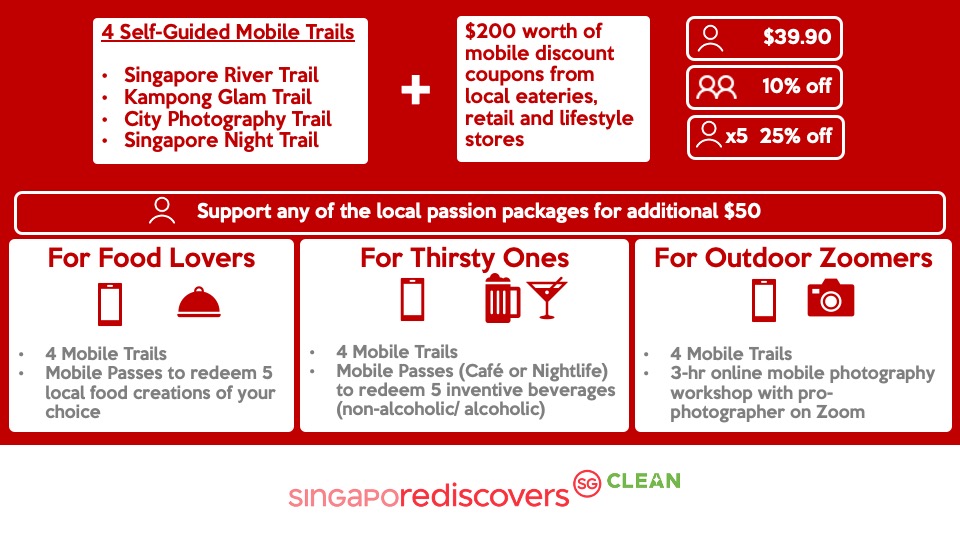 4 Self-Guided Mobile Trails
• Singapore River Trail
• Kampong Glam Trail
• City Photography Trail
• Singapore Night Trail
+
$200 worth of
mobile discount
coupons from
local eateries,
retail and lifestyle
stores
$39.90
10% off
x5 25% off
Support any of the local passion packages for additional $50
For Food Lovers
• 4 Mobile Trails
• Mobile Passes to redeem 5
local food creations of your
choice
For Thirsty Ones
• 4 Mobile Trails
• Mobile Passes (Café or Nightlife)
to redeem 5 inventive beverages
(non-alcoholic/ alcoholic)
For Outdoor Zoomers
• 4 Mobile Trails
• 3-hr online mobile photography
workshop with pro-
photographer on Zoom
SINGAPOrediscovers
SG CLEAN